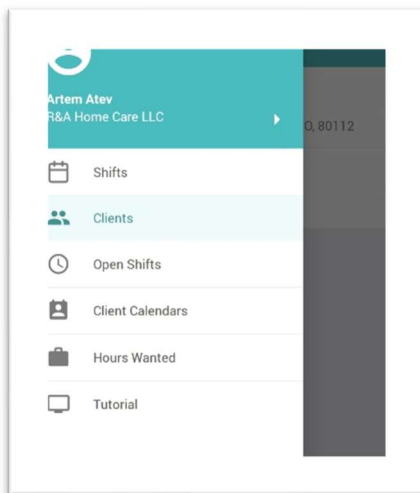 Artem Atev
R&A Home Care LLC
O, 80112
Shifts
Clients
Open Shifts
Client Calendars
Hours Wanted
Tutorial